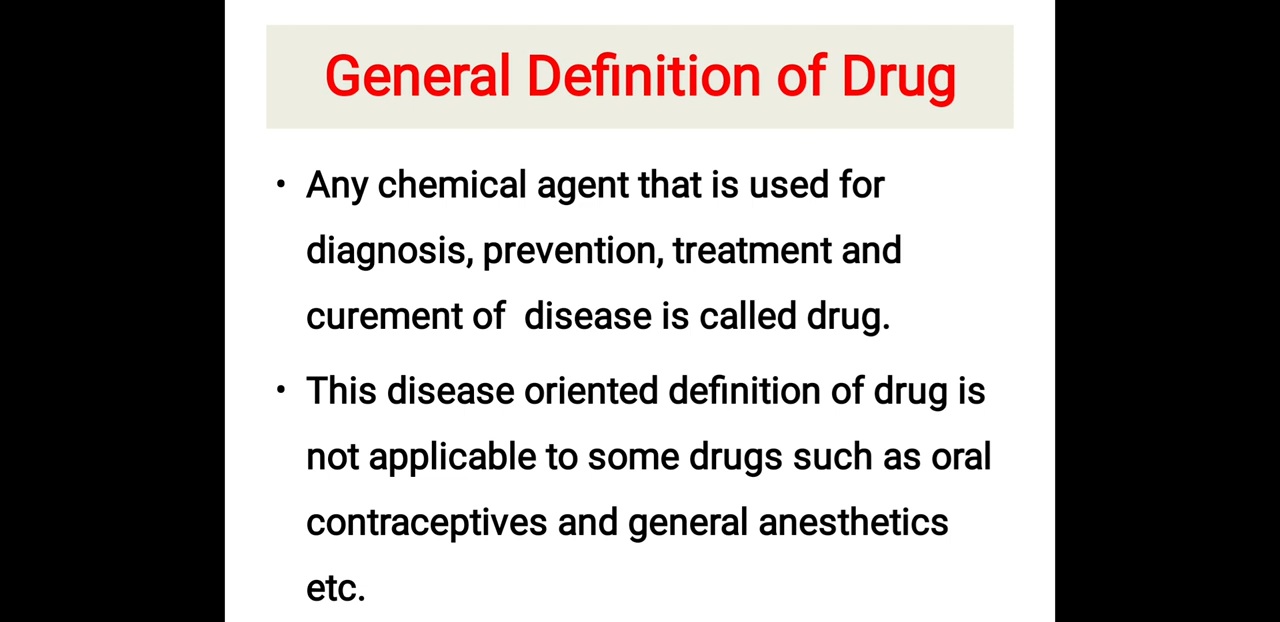 General Definition of Drug
• Any chemical agent that is used for
diagnosis, prevention, treatment and
curement of  disease is called drug.
• This disease oriented definition of drug is
not applicable to some drugs such as oral
contraceptives and general anesthetics
etc.